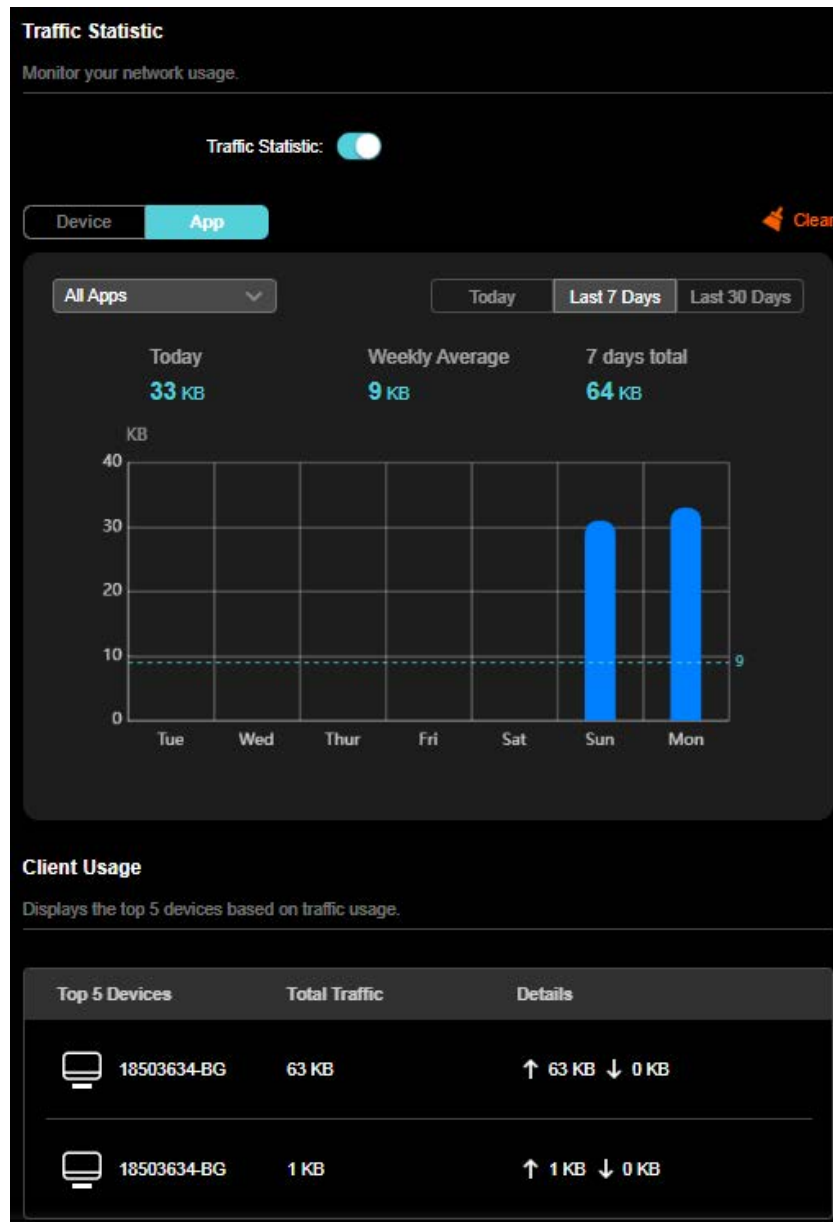 Traffic Statistic
Monitor your network usage.
Traffic Statistic:
Device App Clear
All Apps Today Last 7 Days Last 30 Days
Today Weekly Average 7 days total
33 KB 9 KB 64 KB
KB
40
30
20
10
9
0
Tue Wed Thur Fri Sat Sun Mon
Client Usage
Displays the top 5 devices based on traffic usage.
Top 5 Devices Total Traffic Details
18503634-BG 63 KB ↑ 63 KB ↓ 0 KB
18503634-BG 1 KB ↑ 1 KB ↓ 0 KB